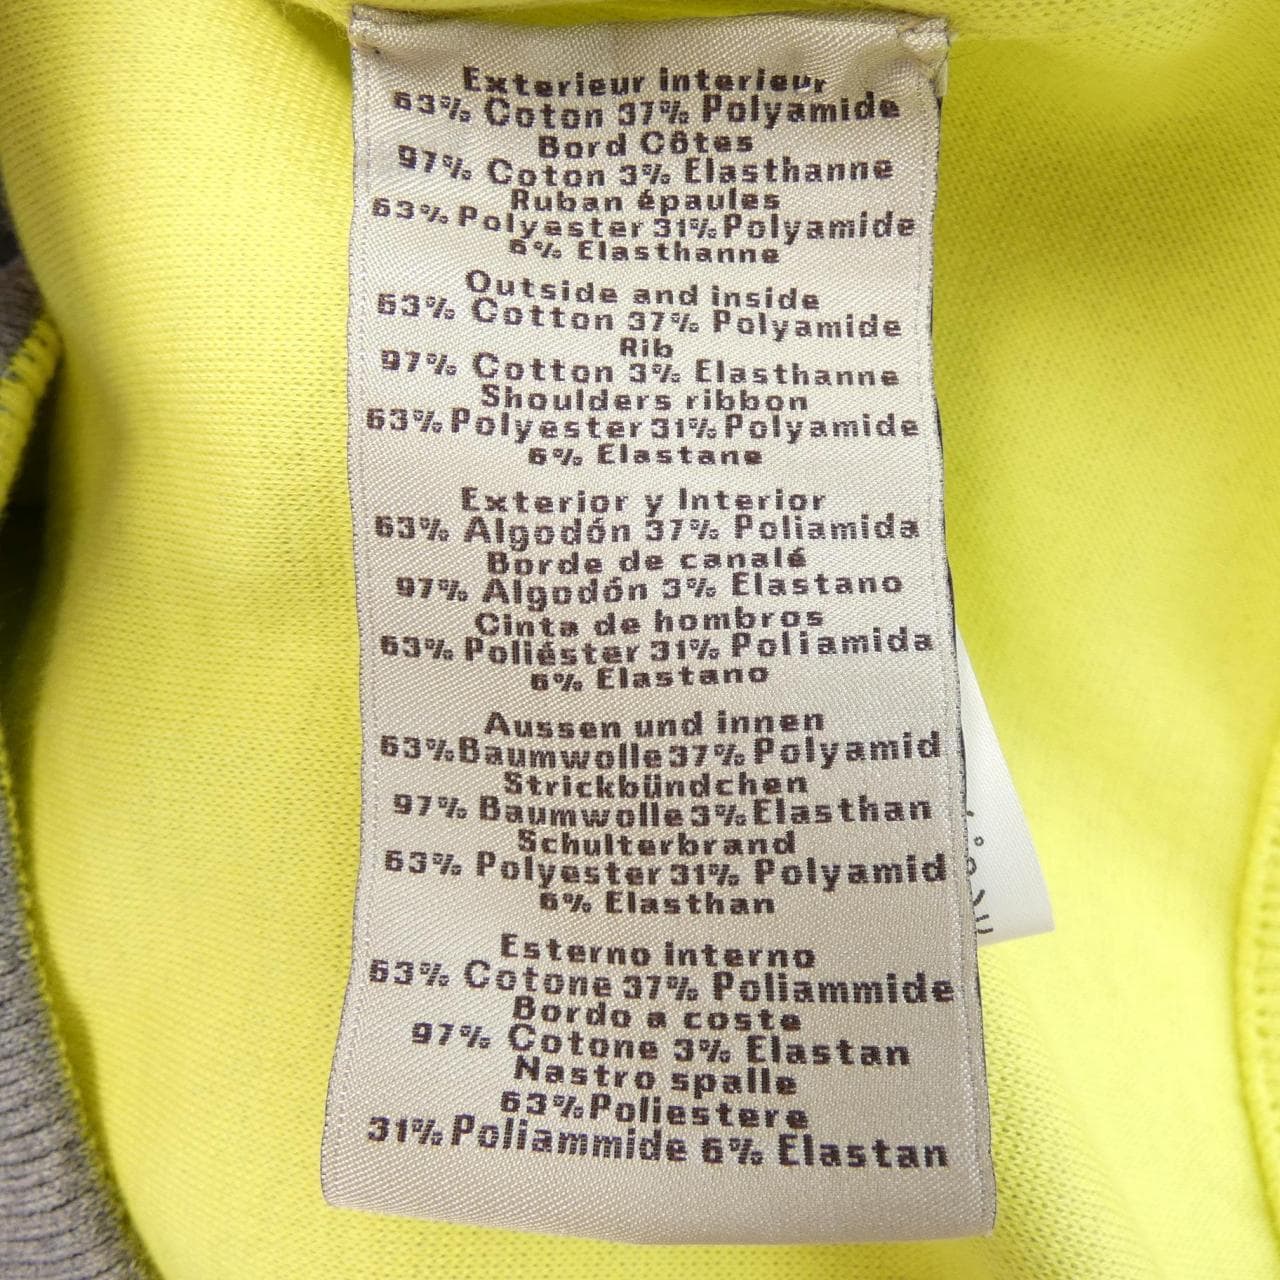 Exterieur interieur
63% Coton 37% Polyamide
Bord Côtes
97% Coton 3% Elasthanne
Ruban épaules
63% Polyester 31% Polyamide
6% Elasthanne
Outside and inside
63% Cotton 37% Polyamide
Rib
97% Cotton 3% Elasthanne
Shoulders ribbon
63% Polyester 31% Polyamide
6% Elastane
Exterior y Interior
63% Algodón 37% Poliamida
Borde de canalé
97% Algodón 3% Elastano
Cinta de hombros
63% Poliéster 31% Poliamida
6% Elastano
Aussen und innen
63% Baumwolle 37% Polyamid
Strickbündchen
97% Baumwolle 3% Elasthan
Schulterbrand
63% Polyester 31% Polyamid
6% Elasthan
Esterno interno
63% Cotone 37% Poliammide
Bordo a coste
97% Cotone 3% Elastan
Nastro spalle
63% Poliestere
31% Poliammide 6% Elastan